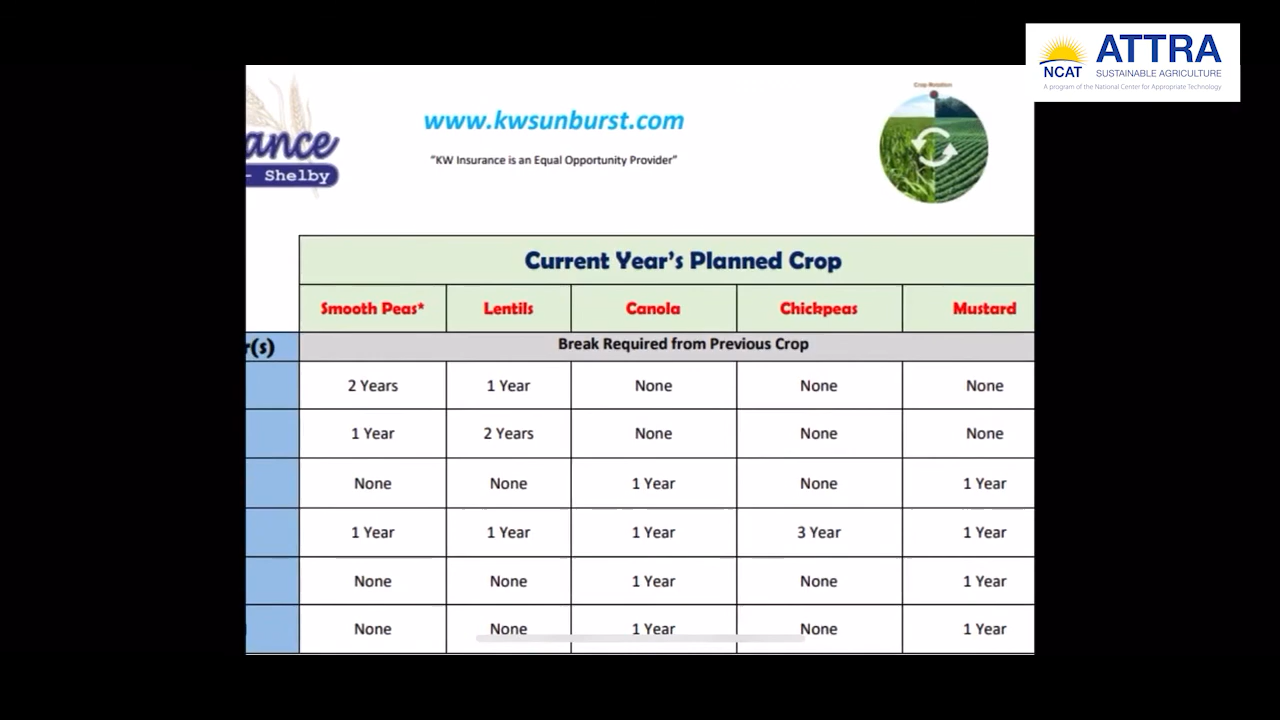 ATTRA
NCAT
SUSTAINABLE AGRICULTURE
A program of the National Center for Appropriate Technology
Crop Rotation
www.kwsunburst.com
ance
- Shelby
"KW Insurance is an Equal Opportunity Provider"
Current Year's Planned Crop
Smooth Peas* Lentils Canola Chickpeas Mustard
r(s) Break Required from Previous Crop
2 Years 1 Year None None None
1 Year 2 Years None None None
None None 1 Year None 1 Year
1 Year 1 Year 1 Year 3 Year 1 Year
None None 1 Year None 1 Year
None None 1 Year None 1 Year